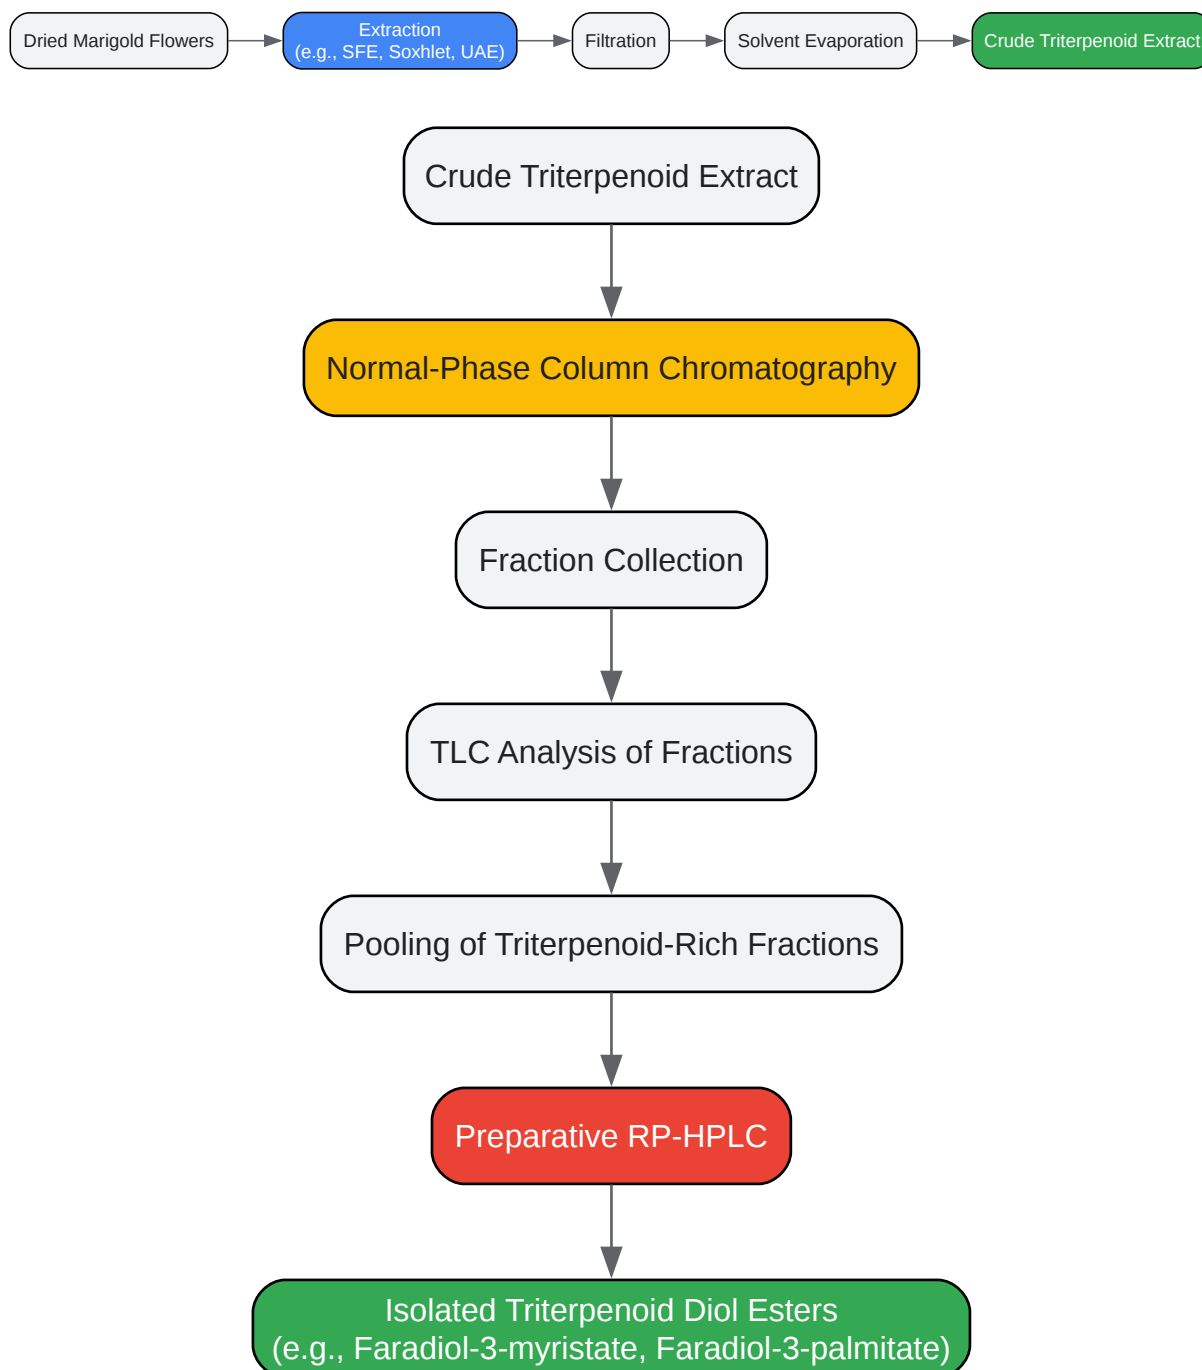 Dried Marigold Flowers
Extraction
(e.g., SFE, Soxhlet, UAE)
Filtration
Solvent Evaporation
Crude Triterpenoid Extract
Crude Triterpenoid Extract
Normal-Phase Column Chromatography
Fraction Collection
TLC Analysis of Fractions
Pooling of Triterpenoid-Rich Fractions
Preparative RP-HPLC
Isolated Triterpenoid Diol Esters
(e.g., Faradiol-3-myristate, Faradiol-3-palmitate)